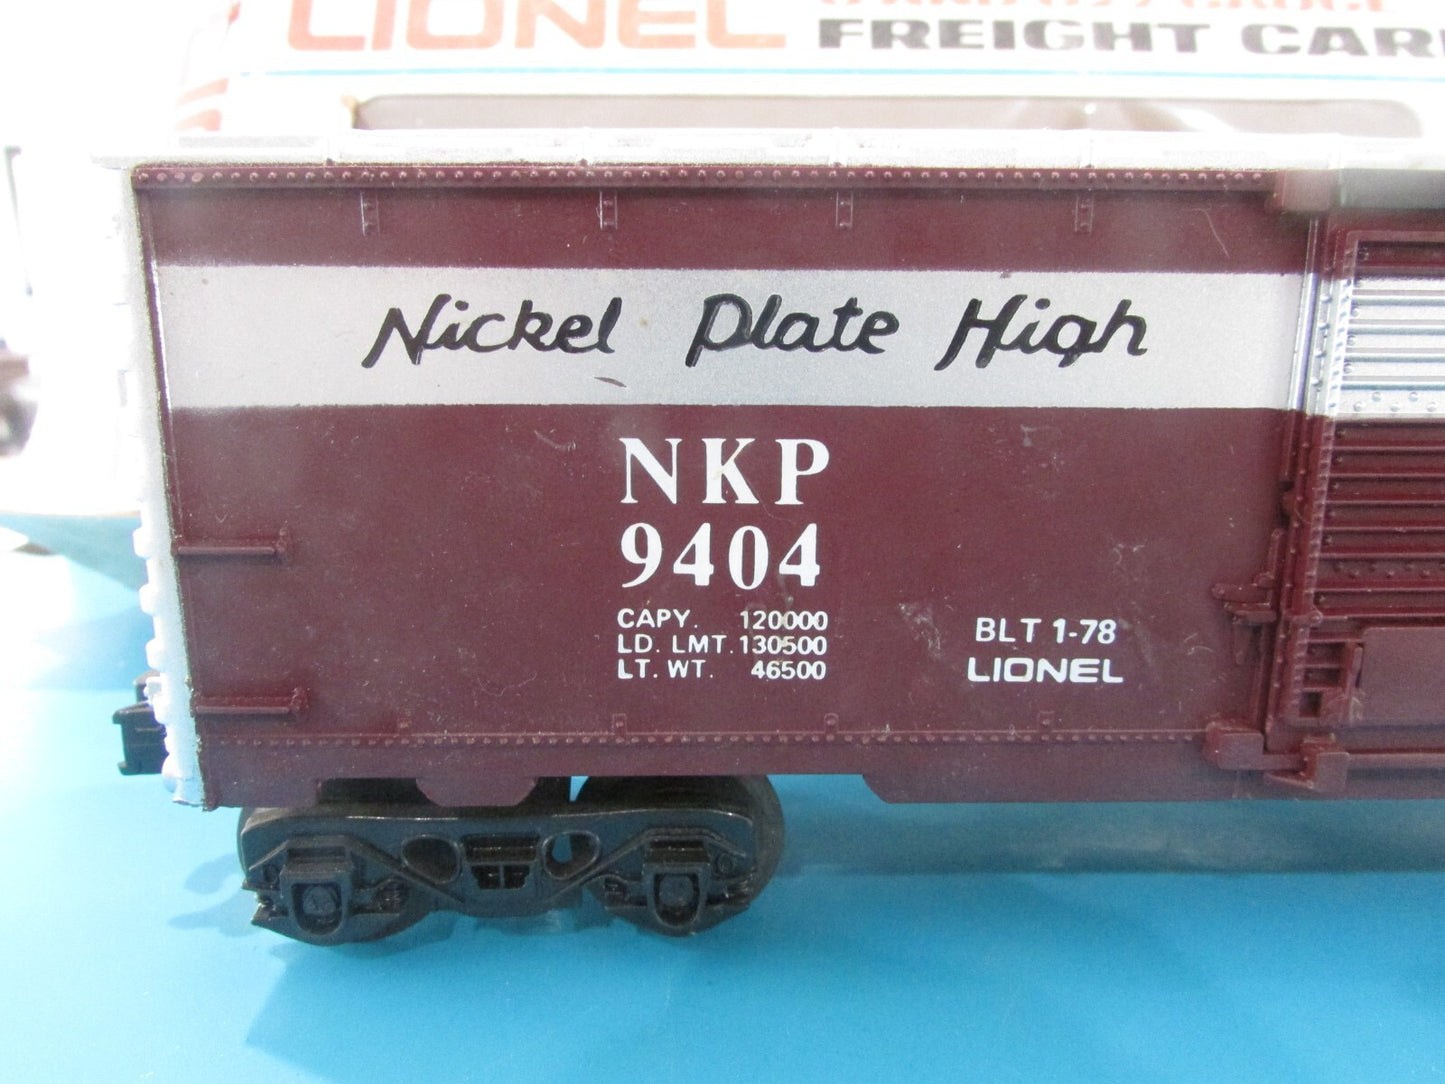 LIONEL
FREIGHT CAR
Nickel Plate High
NKP
9404
CAPY. 120000
LD. LMT. 130500
LT. WT. 46500
BLT 1-78
LIONEL